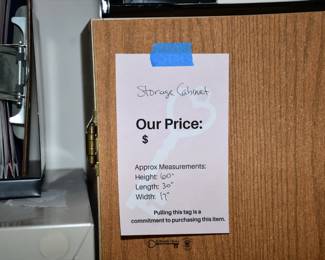 Storage Cabinet
Our Price:
$
Approx Measurements:
Height: 60"
Length: 30"
Width: 17"
Pulling this tag is a
commitment to purchasing this item.